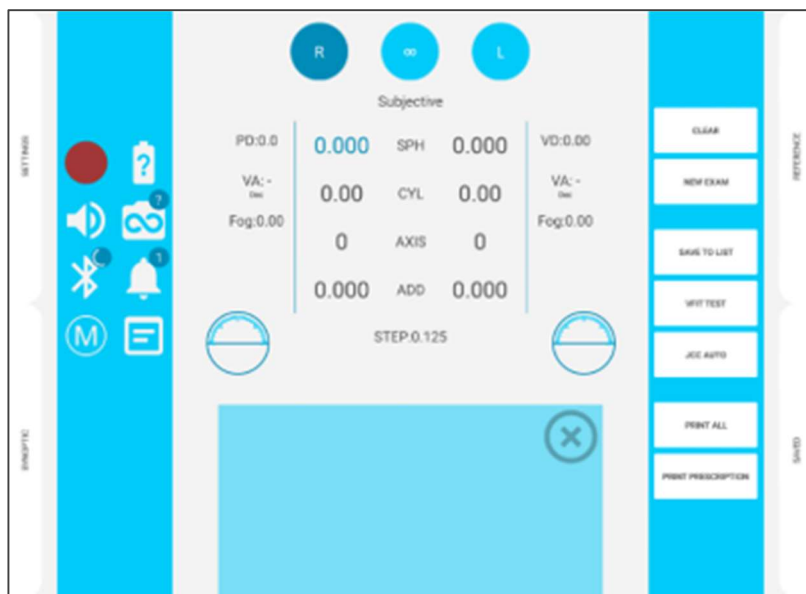 R ∞ L
Subjective
PD:0.0 0.000 SPH 0.000 VD:0.00
VA: - 0.00 CYL 0.00 VA: -
Dec Dec
Fog:0.00 Fog:0.00
0 AXIS 0
0.000 ADD 0.000
STEP:0.125
SETTINGS
SYNOPTIC
?
?
1
M
CLEAR
NEW EXAM
SAVE TO LIST
VFIT TEST
JCC AUTO
PRINT ALL
PRINT PRESCRIPTION
REFERENCE
SAVED